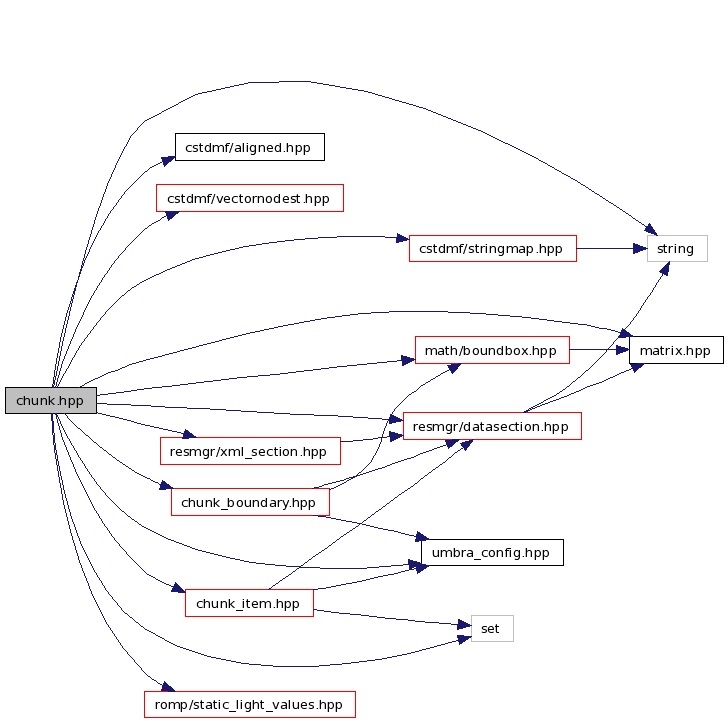 cstdmf/aligned.hpp
cstdmf/vectornodest.hpp
cstdmf/stringmap.hpp
string
math/boundbox.hpp
matrix.hpp
chunk.hpp
resmgr/datasection.hpp
resmgr/xml_section.hpp
chunk_boundary.hpp
umbra_config.hpp
chunk_item.hpp
set
romp/static_light_values.hpp